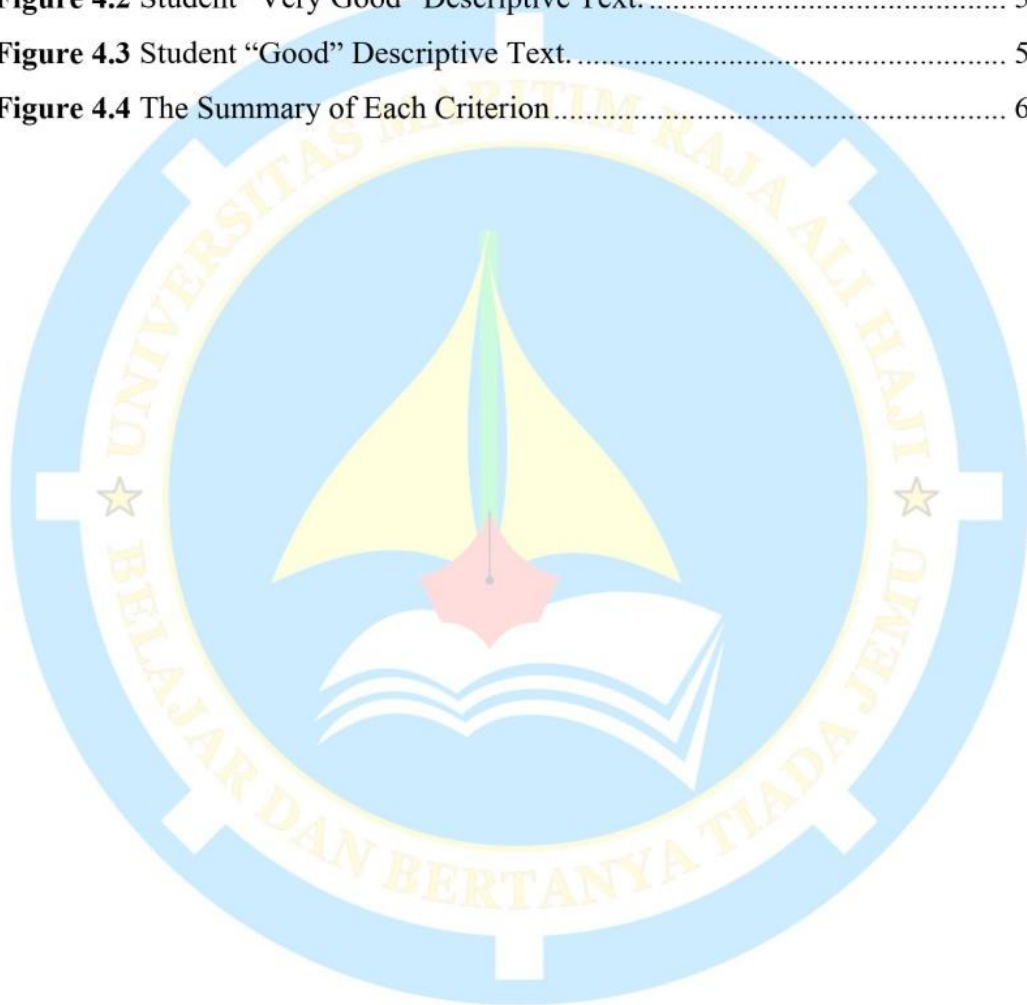 Figure 4.2 Student “Very Good” Descriptive Text. ................................................ 5
Figure 4.3 Student “Good” Descriptive Text. ........................................................... 5
Figure 4.4 The Summary of Each Criterion ............................................................. 6
UNIVERSITAS MARITIM RAJA ALI HAJI
BELAJAR DAN BERTANYA TIADA JEMU